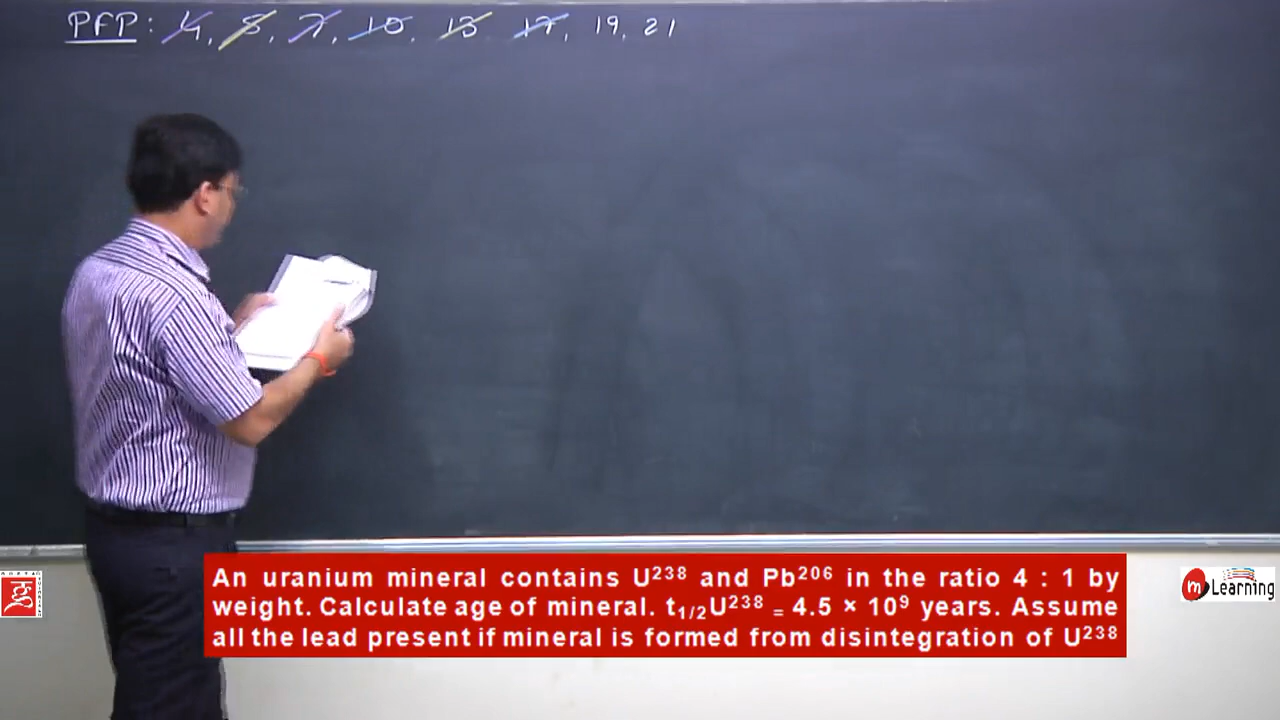 PFP : 4, 5, 7, 10, 13 17, 19, 21
An uranium mineral contains U²³⁸ and Pb²⁰⁶ in the ratio 4 : 1 by
weight. Calculate age of mineral. t₁/₂U²³⁸ = 4.5 × 10⁹ years. Assume
all the lead present if mineral is formed from disintegration of U²³⁸
m Learning